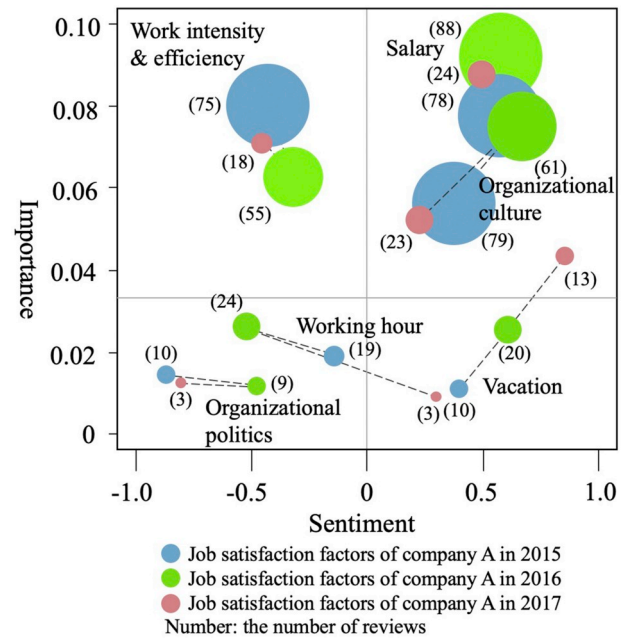 0.10
0.08
0.06
0.04
0.02
0
Importance
Work intensity
& efficiency
(75)
(18)
(55)
(88)
Salary
(24)
(78)
(61)
Organizational
culture
(23)
(79)
(13)
(24)
Working hour
(19)
(20)
(10)
(3)
(9)
Organizational
politics
(3)
(10)
Vacation
-1.0
-0.5
0
0.5
1.0
Sentiment
Job satisfaction factors of company A in 2015
Job satisfaction factors of company A in 2016
Job satisfaction factors of company A in 2017
Number: the number of reviews